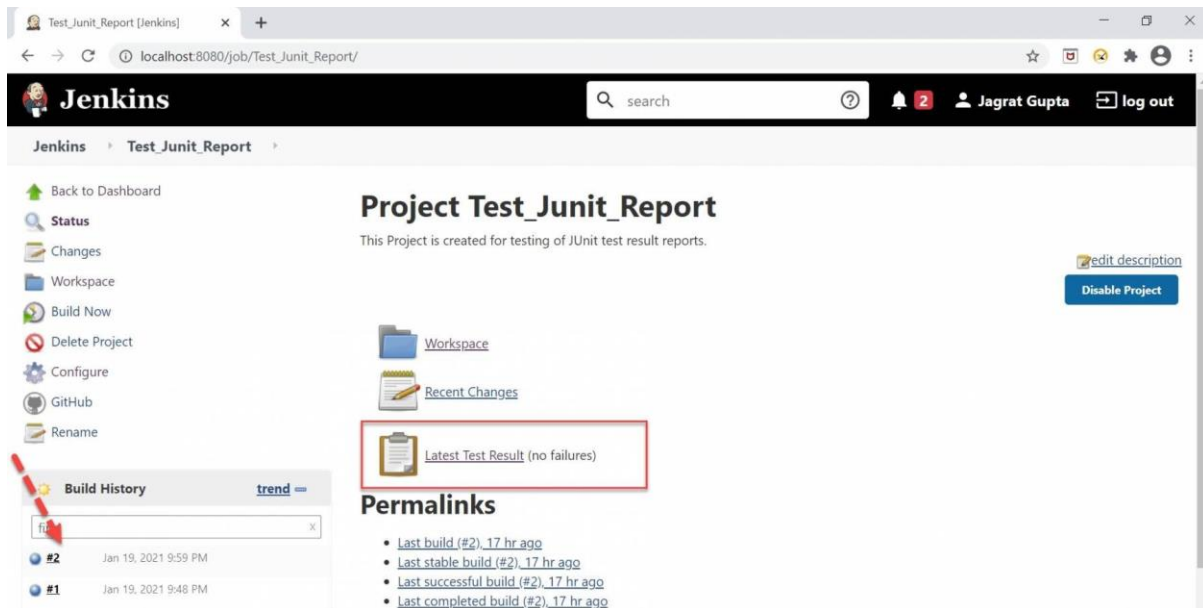 Test_Junit_Report [Jenkins]
localhost:8080/job/Test_Junit_Report/
Jenkins
search
2
Jagrat Gupta
log out
Jenkins
Test_Junit_Report
Back to Dashboard
Status
Changes
Workspace
Build Now
Delete Project
Configure
GitHub
Rename
Build History
trend
#2
Jan 19, 2021 9:59 PM
#1
Jan 19, 2021 9:48 PM
Project Test_Junit_Report
This Project is created for testing of JUnit test result reports.
edit description
Disable Project
Workspace
Recent Changes
Latest Test Result (no failures)
Permalinks
Last build (#2), 17 hr ago
Last stable build (#2), 17 hr ago
Last successful build (#2), 17 hr ago
Last completed build (#2), 17 hr ago